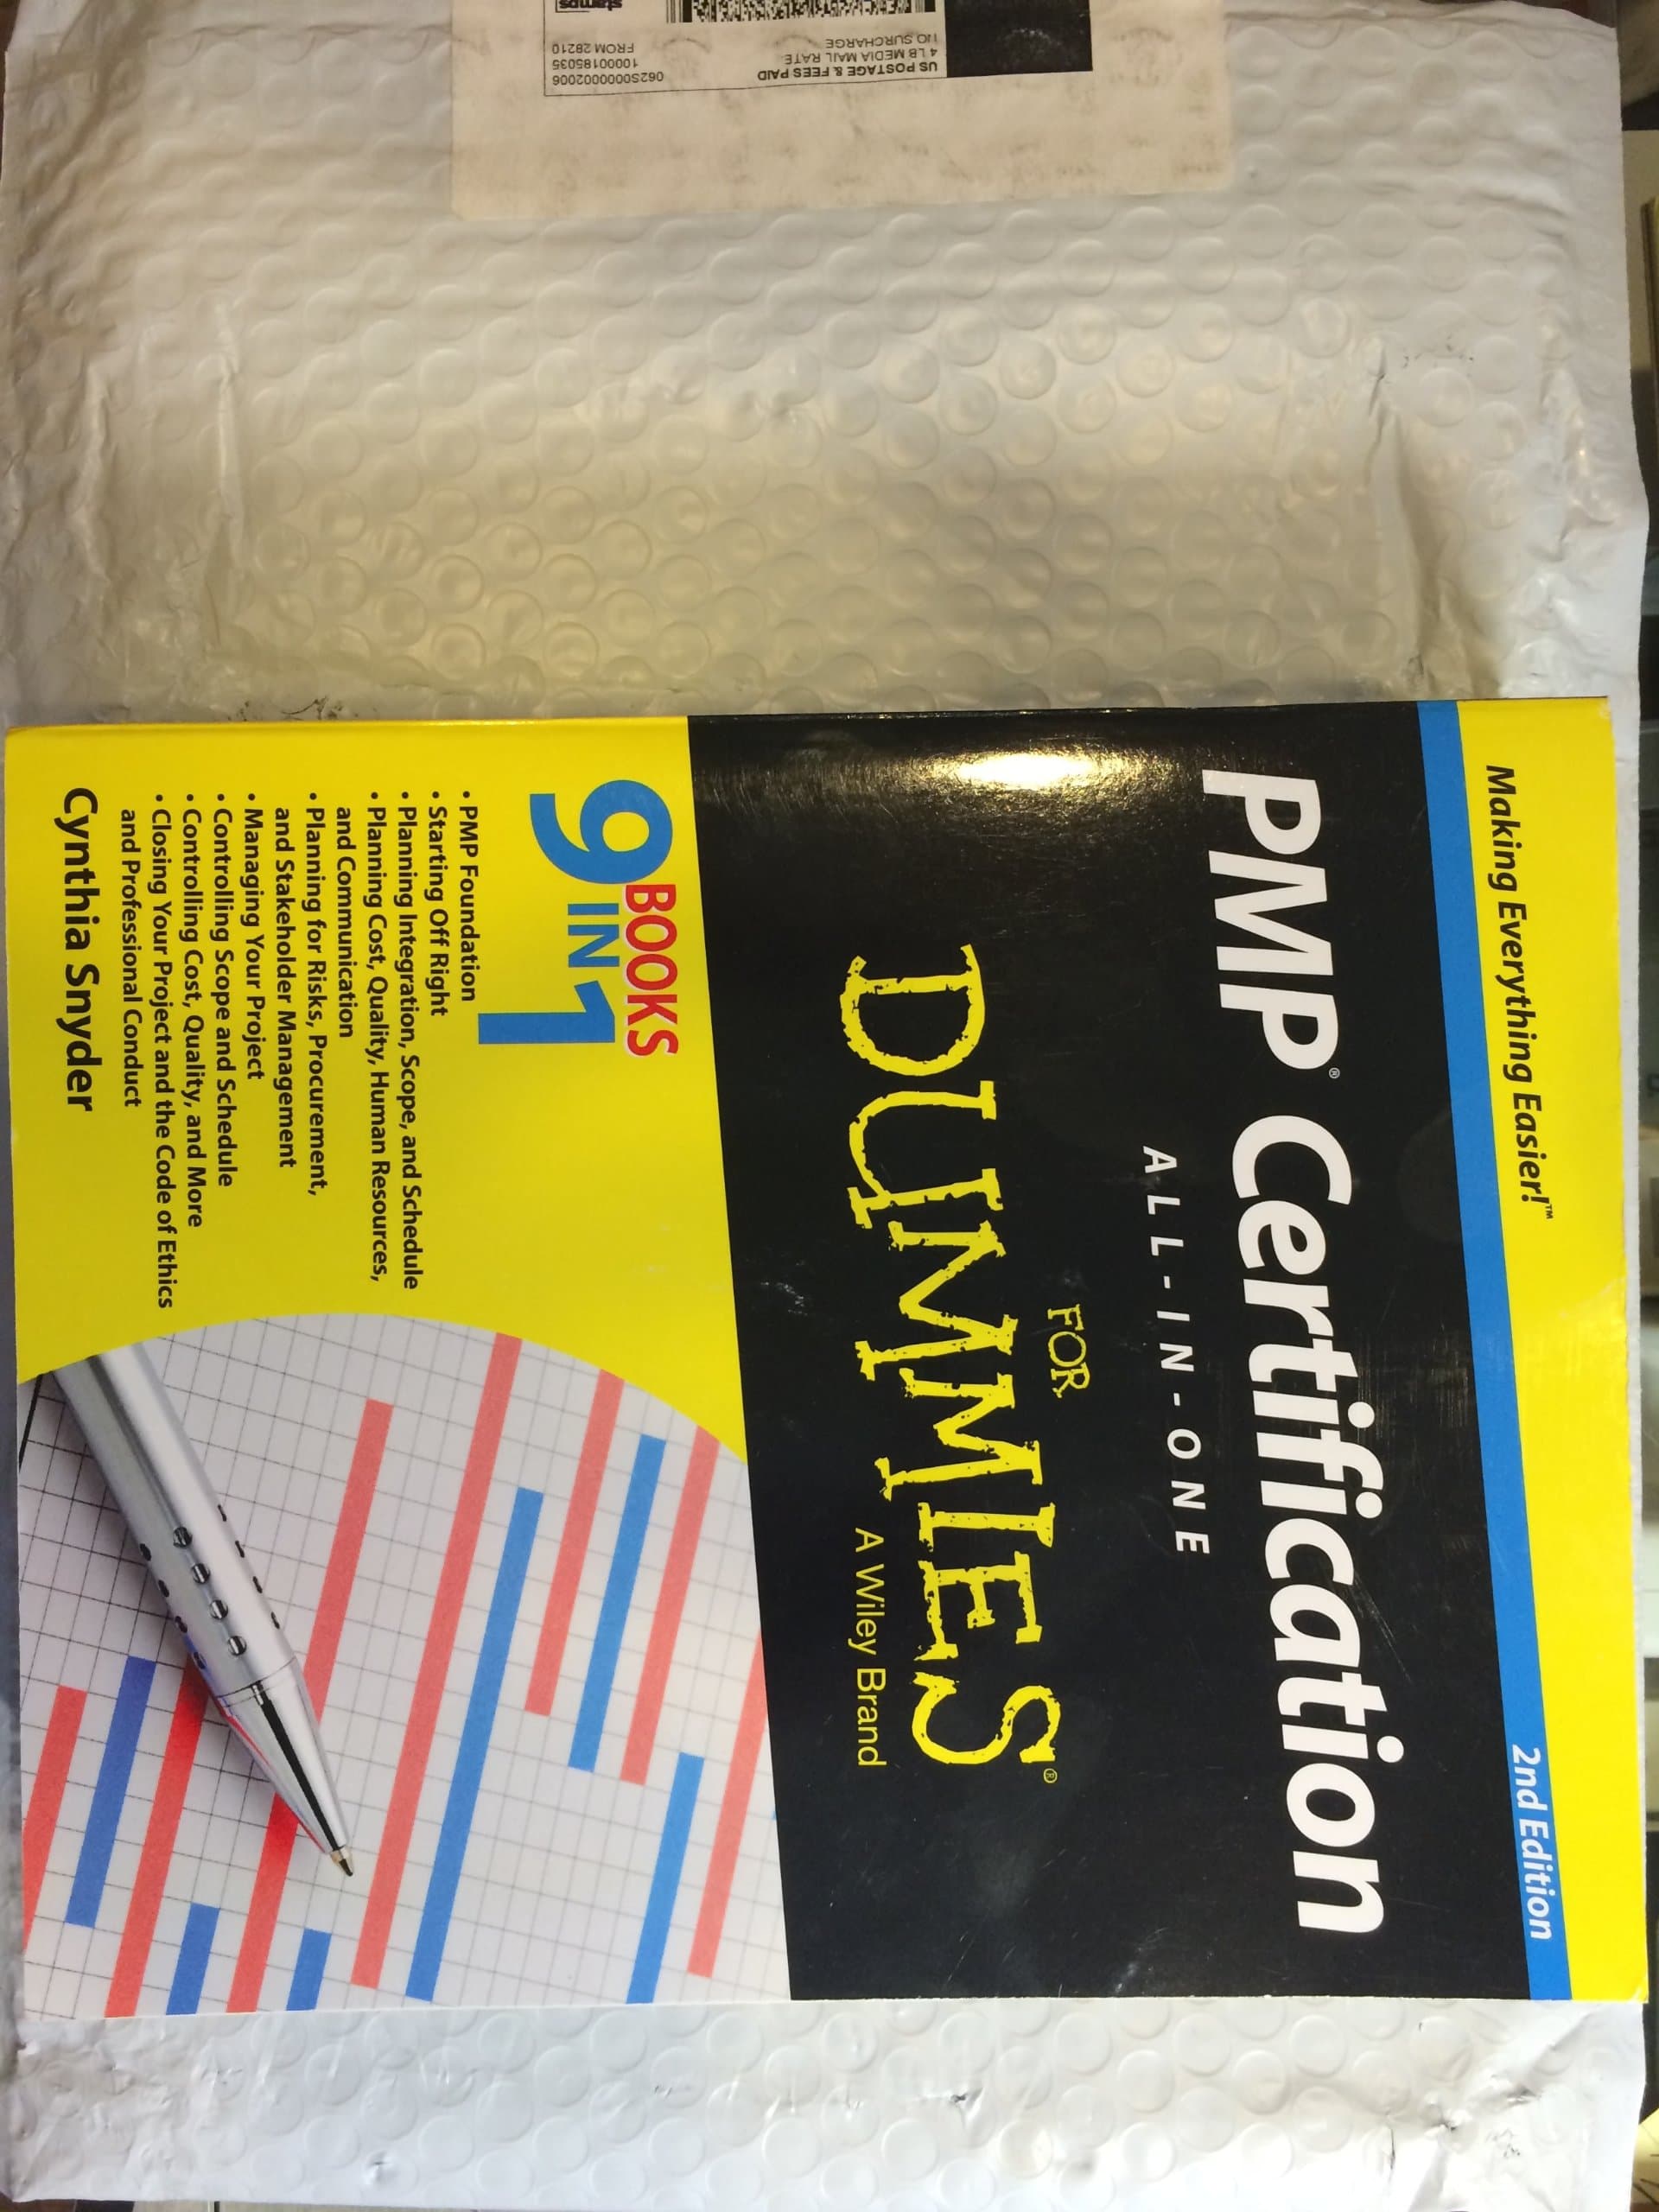 Making Everything Easier!™
2nd Edition
PMP® Certification
ALL-IN-ONE
FOR
DUMMIES®
A Wiley Brand
9 BOOKS
IN 1
• PMP Foundation
• Starting Off Right
• Planning Integration, Scope, and Schedule
• Planning Cost, Quality, Human Resources,
and Communication
• Planning for Risks, Procurement,
and Stakeholder Management
• Managing Your Project
• Controlling Scope and Schedule
• Controlling Cost, Quality, and More
• Closing Your Project and the Code of Ethics
and Professional Conduct
Cynthia Snyder
US POSTAGE & FEES PAID
4 LB MEDIA MAIL RATE
NO SURCHARGE
062S0000002006
10000185035
FROM 28210
stamps